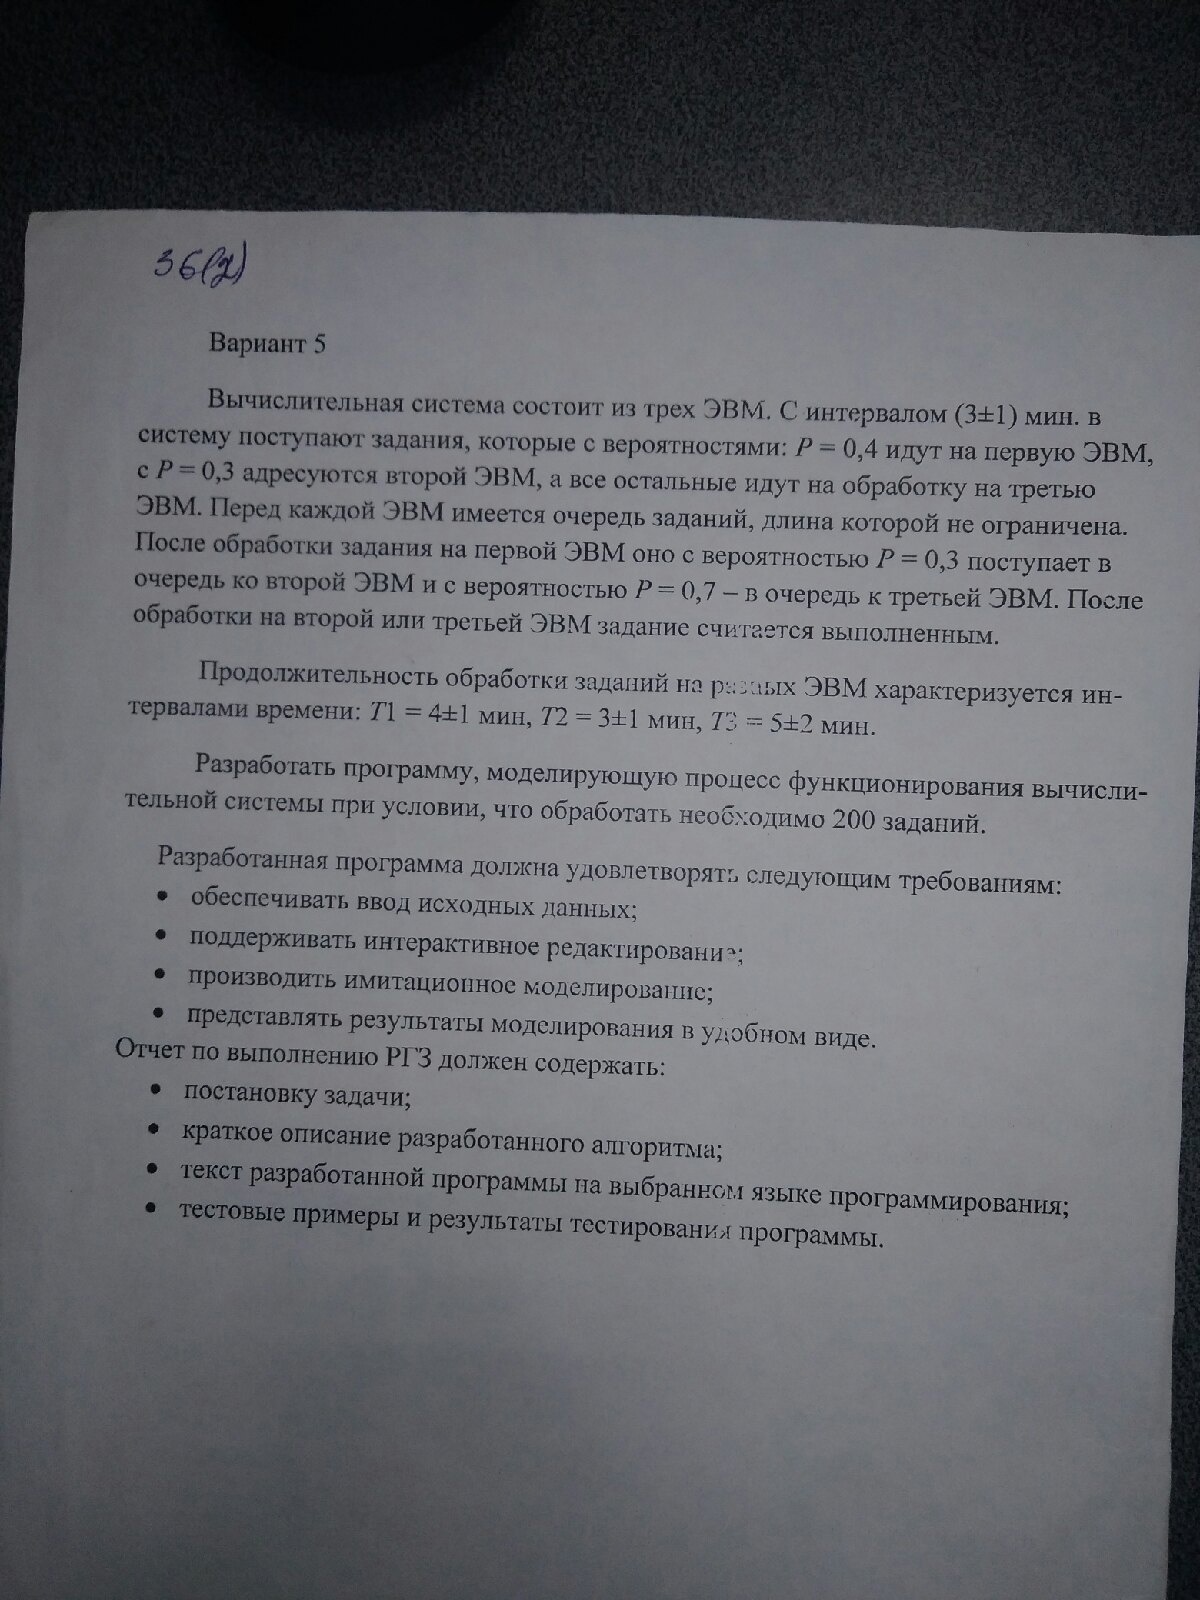 36(2)
Вариант 5
Вычислительная система состоит из трех ЭВМ. С интервалом (3±1) мин. в
систему поступают задания, которые с вероятностями: P = 0,4 идут на первую ЭВМ,
с P = 0,3 адресуются второй ЭВМ, а все остальные идут на обработку на третью
ЭВМ. Перед каждой ЭВМ имеется очередь заданий, длина которой не ограничена.
После обработки задания на первой ЭВМ оно с вероятностью P = 0,3 поступает в
очередь ко второй ЭВМ и с вероятностью P = 0,7 – в очередь к третьей ЭВМ. После
обработки на второй или третьей ЭВМ задание считается выполненным.
Продолжительность обработки заданий на разных ЭВМ характеризуется ин-
тервалами времени: T1 = 4±1 мин, T2 = 3±1 мин, T3 = 5±2 мин.
Разработать программу, моделирующую процесс функционирования вычисли-
тельной системы при условии, что обработать необходимо 200 заданий.
Разработанная программа должна удовлетворять следующим требованиям:
• обеспечивать ввод исходных данных;
• поддерживать интерактивное редактирование;
• производить имитационное моделирование;
• представлять результаты моделирования в удобном виде.
Отчет по выполнению РГЗ должен содержать:
• постановку задачи;
• краткое описание разработанного алгоритма;
• текст разработанной программы на выбранном языке программирования;
• тестовые примеры и результаты тестирования программы.